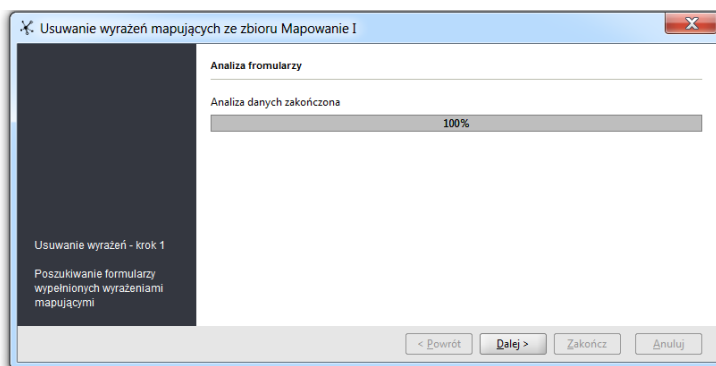 Usuwanie wyrażeń mapujących ze zbioru Mapowanie I
Analiza fromularzy
Analiza danych zakończona
100%
Usuwanie wyrażeń - krok 1
Poszukiwanie formularzy
wypełnionych wyrażeniami
mapującymi
< Powrót
Dalej >
Zakończ
Anuluj